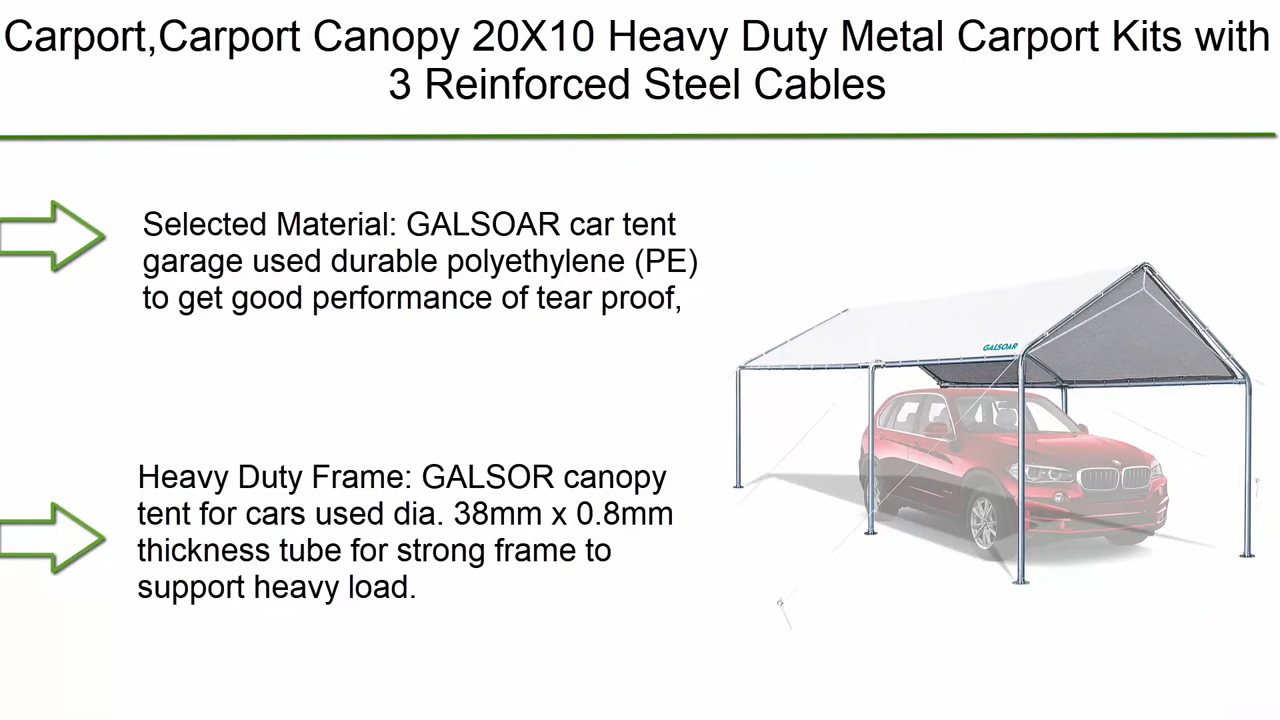 Carport,Carport Canopy 20X10 Heavy Duty Metal Carport Kits with
3 Reinforced Steel Cables
Selected Material: GALSOAR car tent
garage used durable polyethylene (PE)
to get good performance of tear proof,
GALSOAR
Heavy Duty Frame: GALSOR canopy
tent for cars used dia. 38mm x 0.8mm
thickness tube for strong frame to
support heavy load.